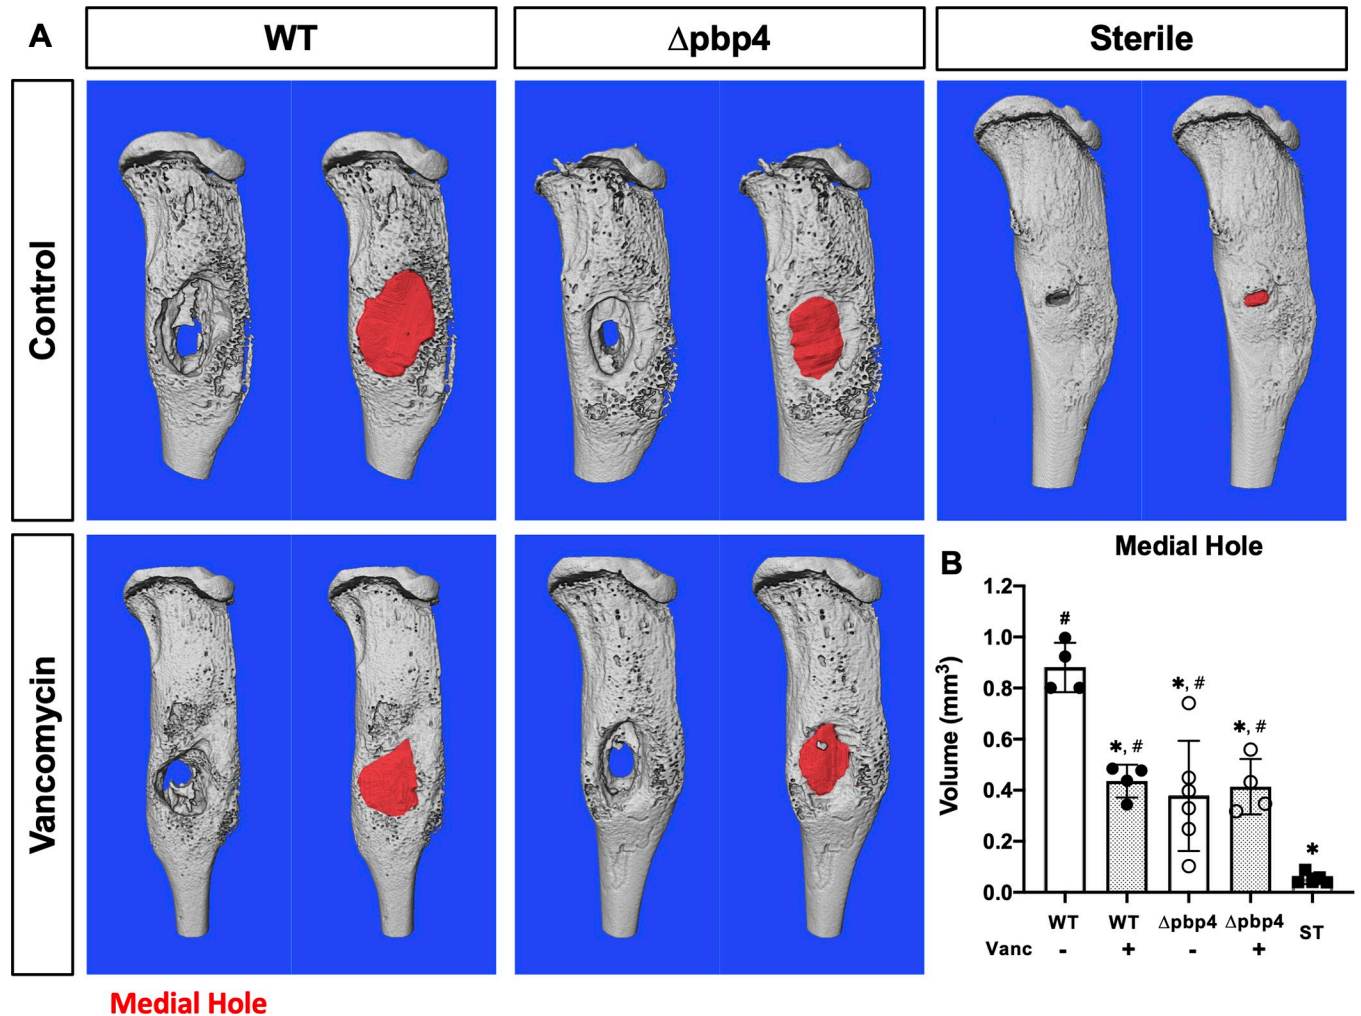 A
WT
Δpbp4
Sterile
Control
Vancomycin
Medial Hole
B
Medial Hole
Volume (mm³)
1.2
1.0
0.8
0.6
0.4
0.2
0.0
#
*, #
*, #
*, #
*
WT WT Δpbp4 Δpbp4 ST
Vanc - + - +